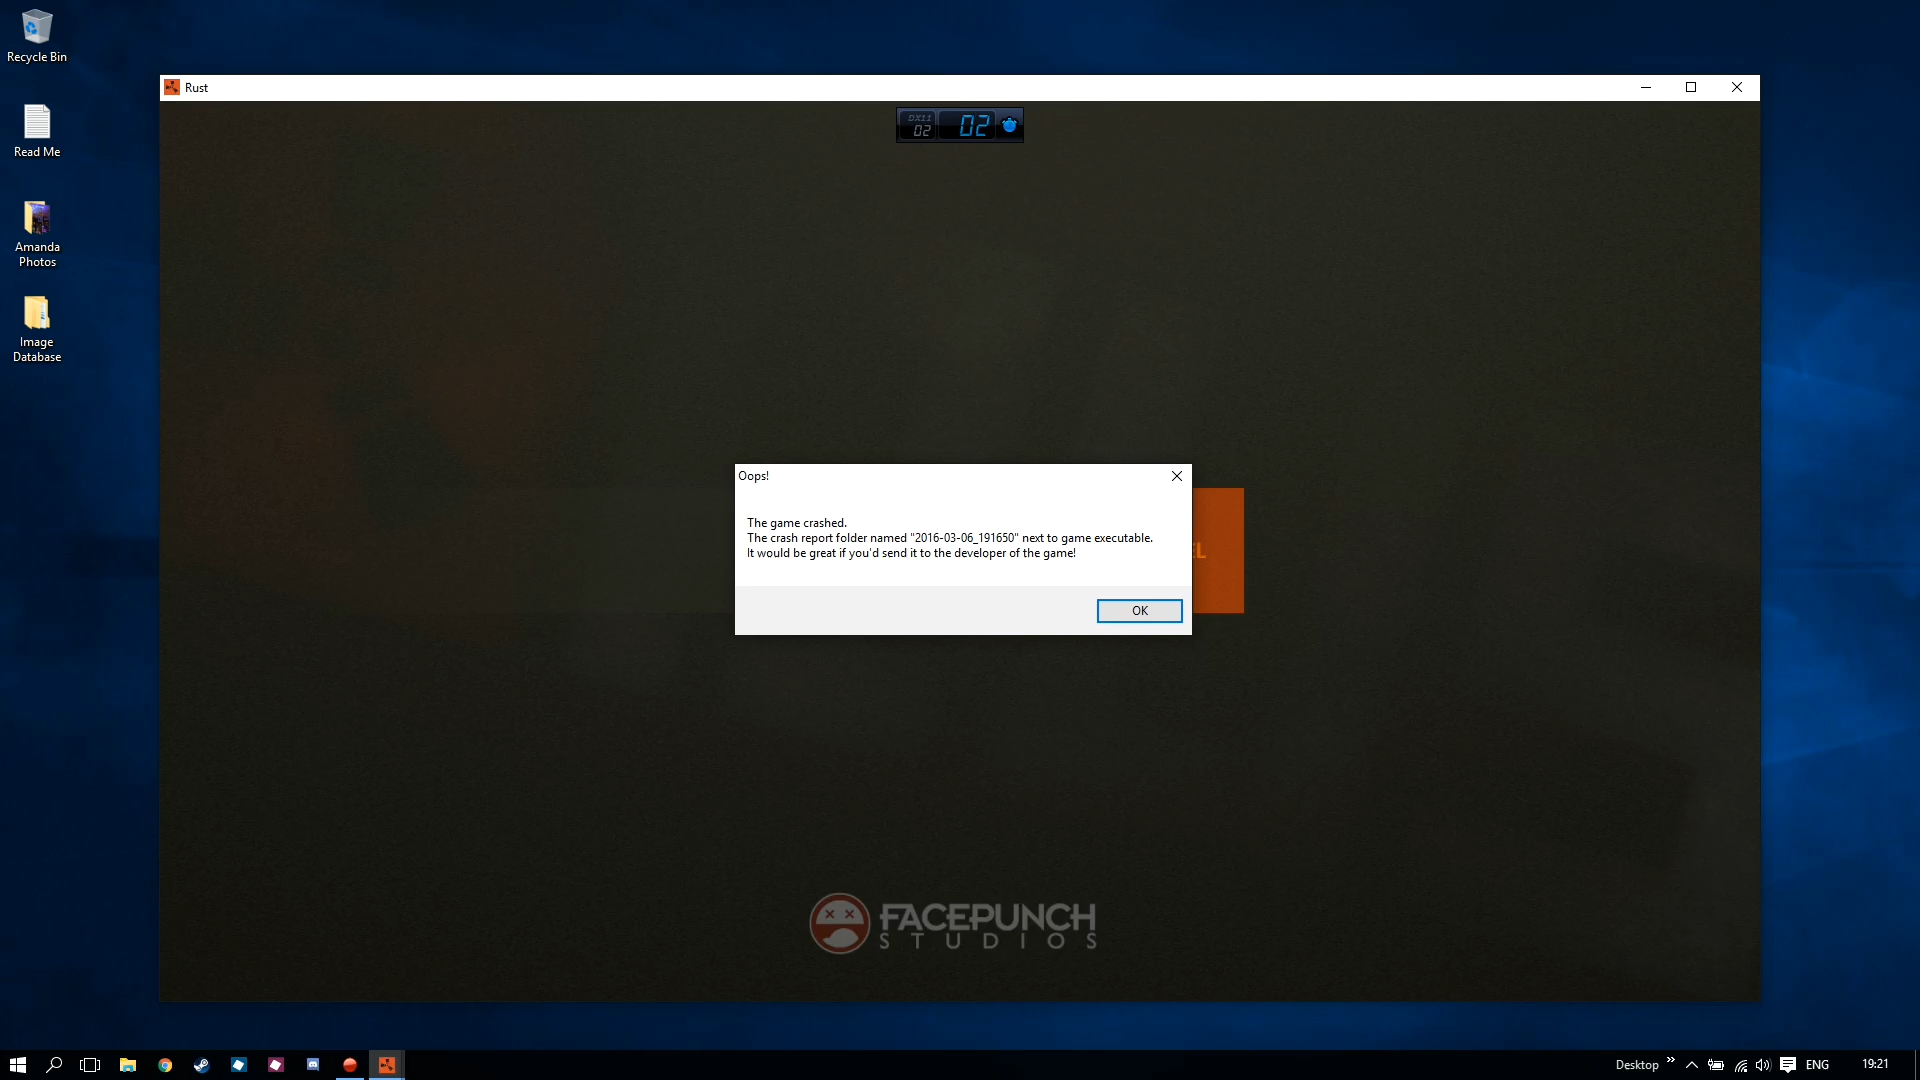 Recycle Bin
Read Me
Amanda
Photos
Image
Database
Rust
DX11
02
02
Oops!
The game crashed.
The crash report folder named "2016-03-06_191650" next to game executable.
It would be great if you'd send it to the developer of the game!
OK
EL
FACEPUNCH
STUDIOS
Desktop
ENG
19:21